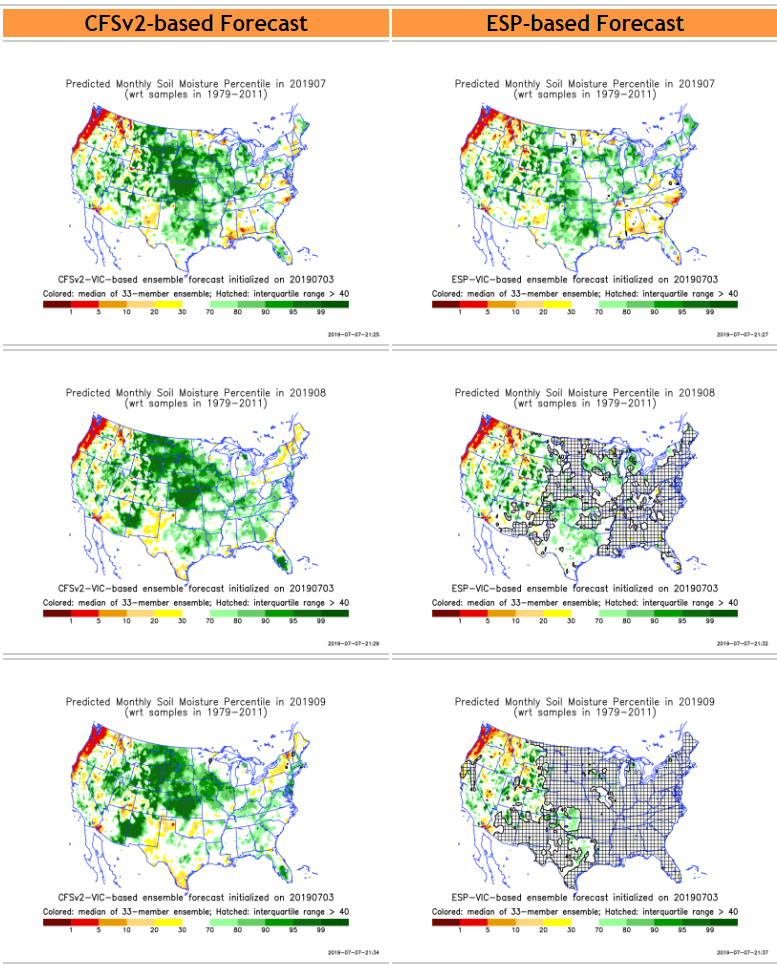 CFSv2-based Forecast
ESP-based Forecast
Predicted Monthly Soil Moisture Percentile in 201907
(wrt samples in 1979-2011)
CFSv2-VIC-based ensemble forecast initialized on 20190703
Colored: median of 33-member ensemble; Hatched: interquartile range > 40
1 5 10 20 30 70 80 90 95 99
2019-07-07-21:25
Predicted Monthly Soil Moisture Percentile in 201907
(wrt samples in 1979-2011)
ESP-VIC-based ensemble forecast initialized on 20190703
Colored: median of 33-member ensemble; Hatched: interquartile range > 40
1 5 10 20 30 70 80 90 95 99
2019-07-07-21:27
Predicted Monthly Soil Moisture Percentile in 201908
(wrt samples in 1979-2011)
CFSv2-VIC-based ensemble forecast initialized on 20190703
Colored: median of 33-member ensemble; Hatched: interquartile range > 40
1 5 10 20 30 70 80 90 95 99
2019-07-07-21:29
Predicted Monthly Soil Moisture Percentile in 201908
(wrt samples in 1979-2011)
ESP-VIC-based ensemble forecast initialized on 20190703
Colored: median of 33-member ensemble; Hatched: interquartile range > 40
1 5 10 20 30 70 80 90 95 99
2019-07-07-21:32
Predicted Monthly Soil Moisture Percentile in 201909
(wrt samples in 1979-2011)
CFSv2-VIC-based ensemble forecast initialized on 20190703
Colored: median of 33-member ensemble; Hatched: interquartile range > 40
1 5 10 20 30 70 80 90 95 99
2019-07-07-21:34
Predicted Monthly Soil Moisture Percentile in 201909
(wrt samples in 1979-2011)
ESP-VIC-based ensemble forecast initialized on 20190703
Colored: median of 33-member ensemble; Hatched: interquartile range > 40
1 5 10 20 30 70 80 90 95 99
2019-07-07-21:37